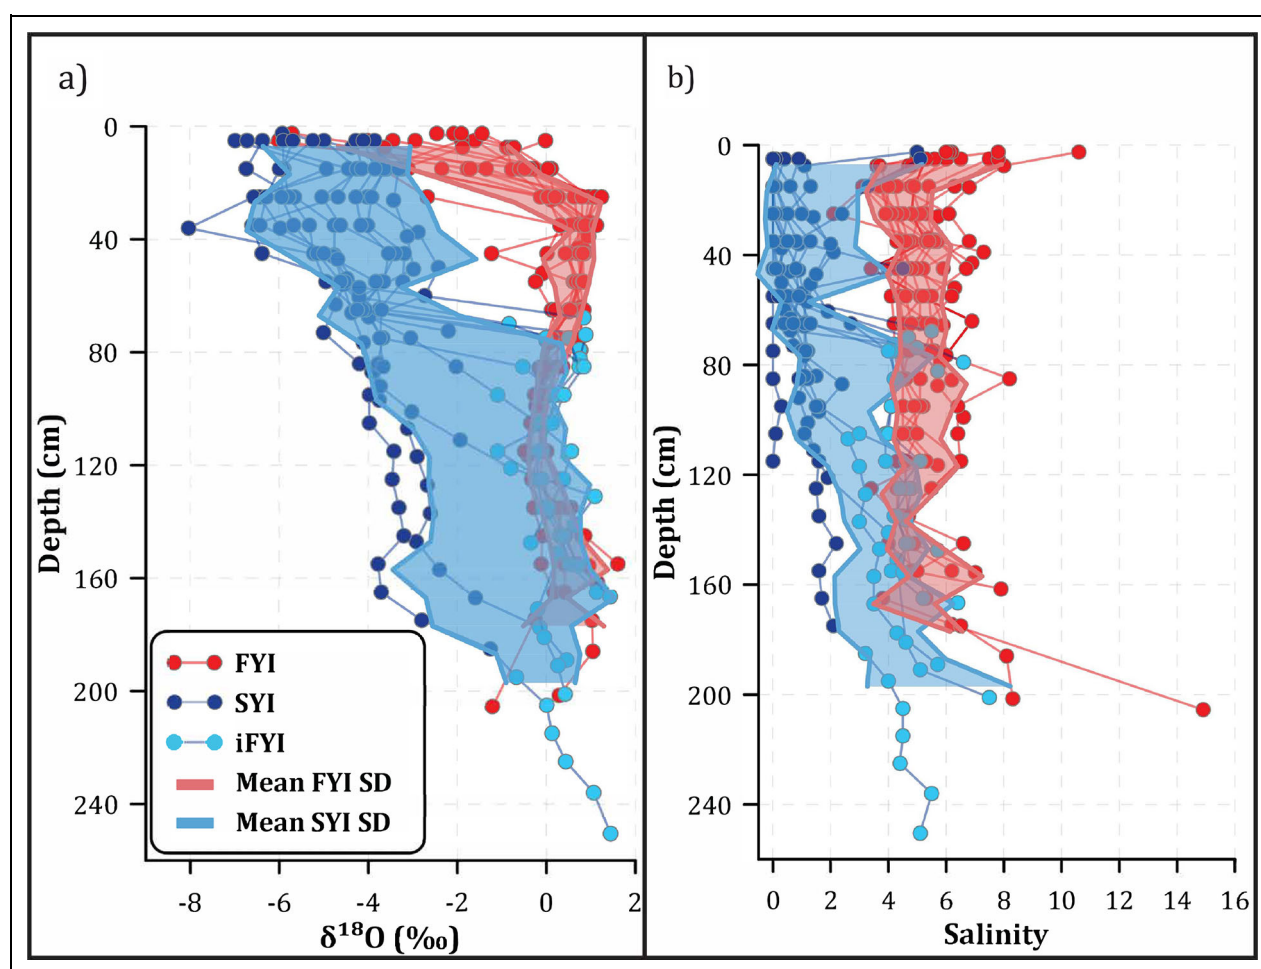 a)
0
40
80
120
160
200
240
Depth (cm)
-8 -6 -4 -2 0 2
δ¹⁸O (‰)
FYI
SYI
iFYI
Mean FYI SD
Mean SYI SD
b)
0
40
80
120
160
200
240
Depth (cm)
0 2 4 6 8 10 12 14 16
Salinity